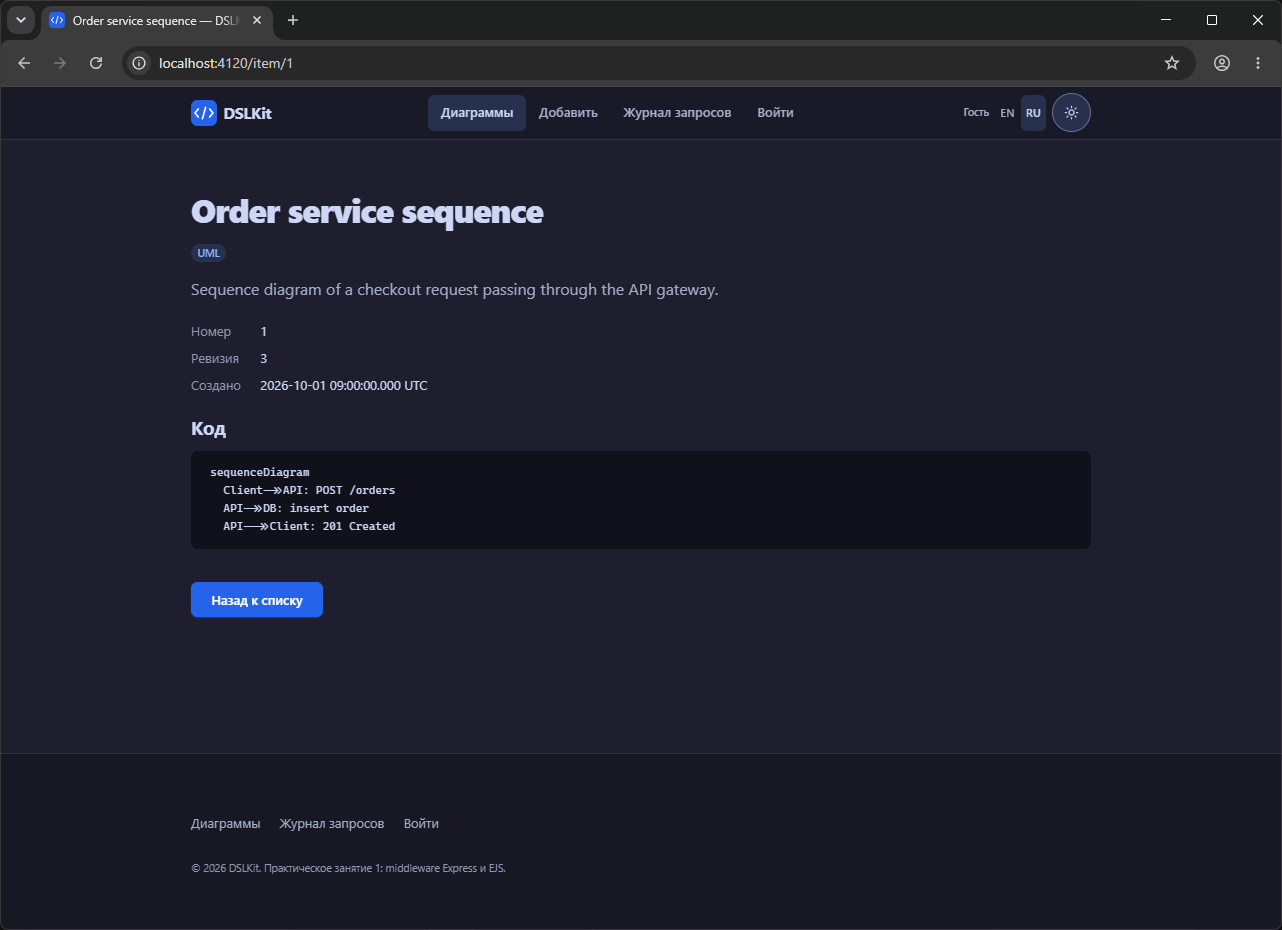 Order service sequence — DSL
localhost:4120/item/1
DSLKit
Диаграммы Добавить Журнал запросов Войти Гость EN RU
Order service sequence
UML
Sequence diagram of a checkout request passing through the API gateway.
Номер 1
Ревизия 3
Создано 2026-10-01 09:00:00.000 UTC
Код
sequenceDiagram
Client->>API: POST /orders
API->>DB: insert order
API-->>Client: 201 Created
Назад к списку
Диаграммы Журнал запросов Войти
© 2026 DSLKit. Практическое занятие 1: middleware Express и EJS.